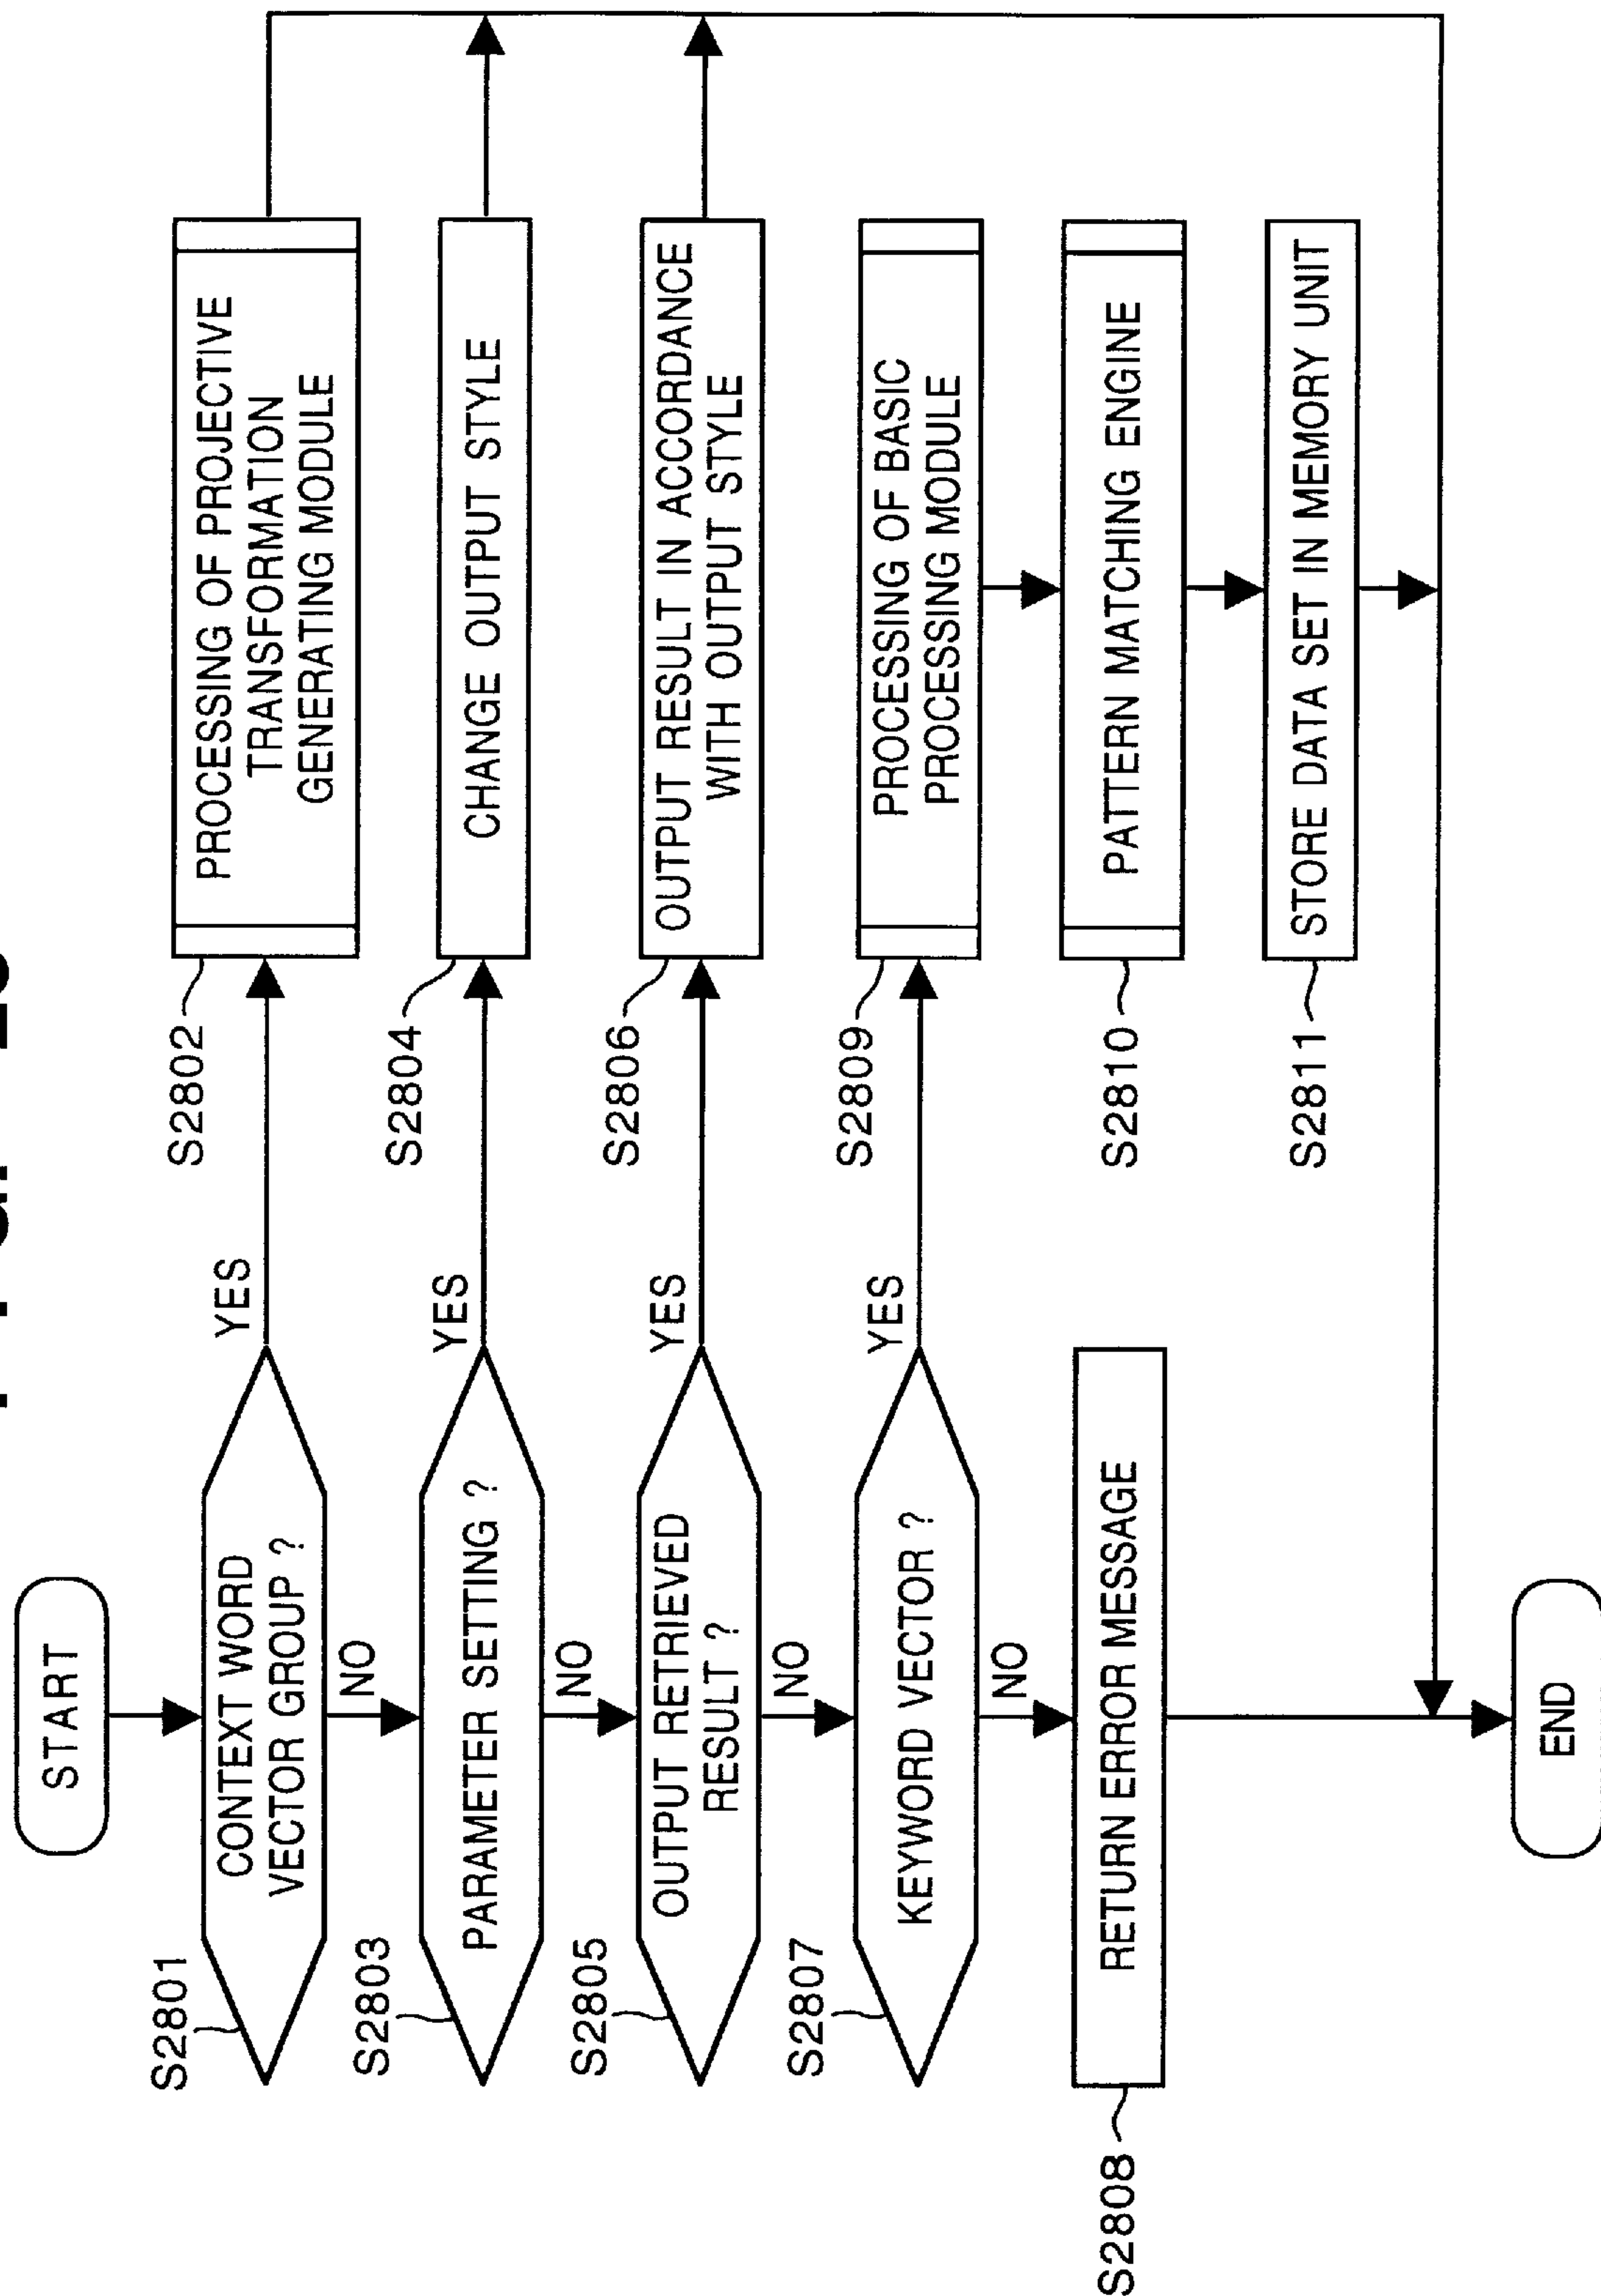 START
S2801
CONTEXT WORD
VECTOR GROUP ?
YES
NO
S2802
PROCESSING OF PROJECTIVE
TRANSFORMATION
GENERATING MODULE
S2803
PARAMETER SETTING ?
YES
NO
S2804
CHANGE OUTPUT STYLE
S2805
OUTPUT RETRIEVED
RESULT ?
YES
NO
S2806
OUTPUT RESULT IN ACCORDANCE
WITH OUTPUT STYLE
S2807
KEYWORD VECTOR ?
YES
NO
S2809
PROCESSING OF BASIC
PROCESSING MODULE
S2808
RETURN ERROR MESSAGE
S2810
PATTERN MATCHING ENGINE
S2811
STORE DATA SET IN MEMORY UNIT
END